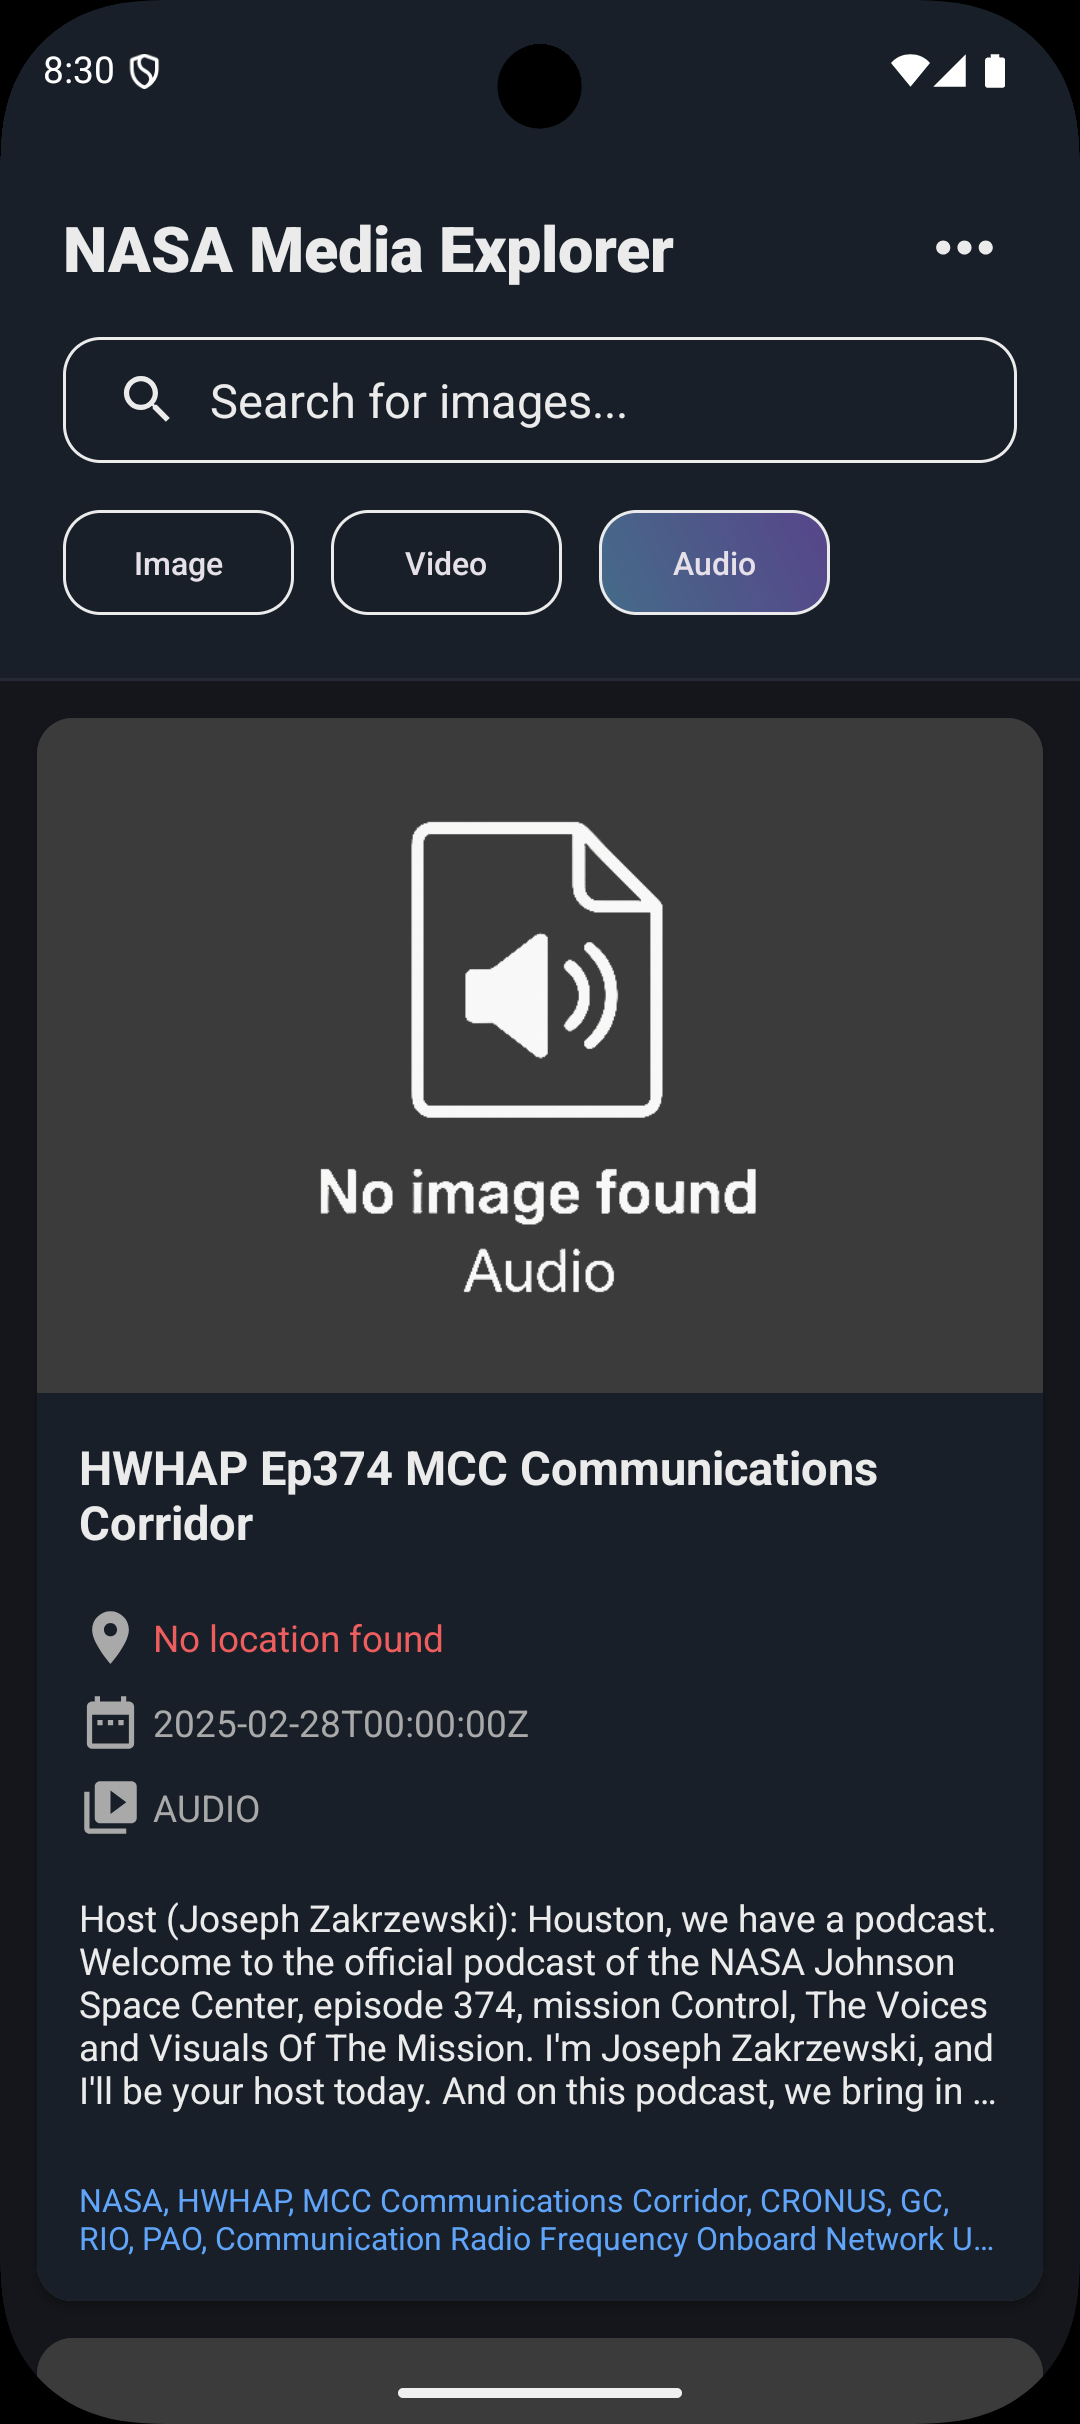 8:30
NASA Media Explorer
Search for images...
Image
Video
Audio
No image found
Audio
HWHAP Ep374 MCC Communications
Corridor
No location found
2025-02-28T00:00:00Z
AUDIO
Host (Joseph Zakrzewski): Houston, we have a podcast.
Welcome to the official podcast of the NASA Johnson
Space Center, episode 374, mission Control, The Voices
and Visuals Of The Mission. I'm Joseph Zakrzewski, and
I'll be your host today. And on this podcast, we bring in ...
NASA, HWHAP, MCC Communications Corridor, CRONUS, GC,
RIO, PAO, Communication Radio Frequency Onboard Network U...